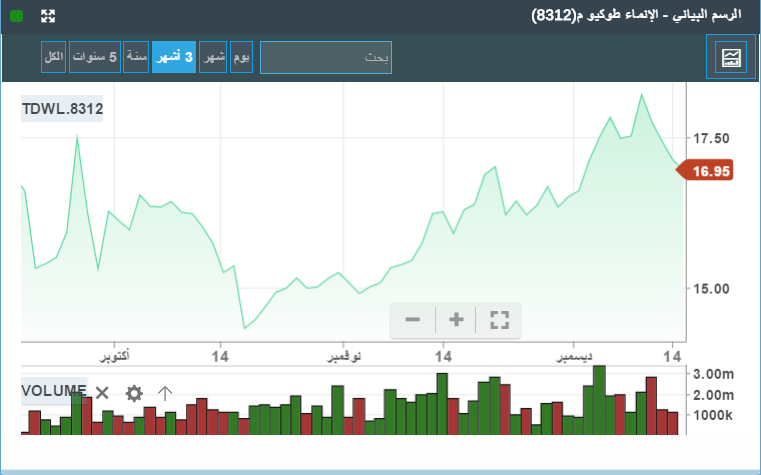 الرسم البياني - الإنماء طوكيو م(8312)
بحث
يوم
شهر
3 أشهر
سنة
5 سنوات
الكل
TDWL.8312
17.50
16.95
15.00
أكتوبر
14
نوفمبر
14
ديسمبر
14
VOLUME
3.00m
2.00m
1000k